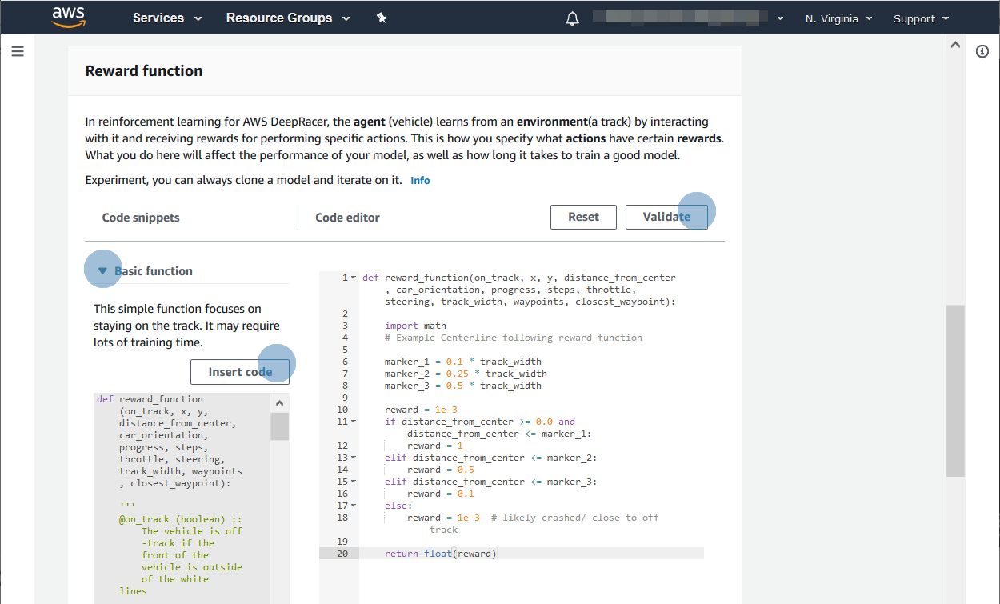 aws Services Resource Groups N. Virginia Support
Reward function
In reinforcement learning for AWS DeepRacer, the agent (vehicle) learns from an environment(a track) by interacting
with it and receiving rewards for performing specific actions. This is how you specify what actions have certain rewards.
What you do here will affect the performance of your model, as well as how long it takes to train a good model.
Experiment, you can always clone a model and iterate on it. Info
Code snippets
Code editor
Reset
Validate
Basic function
This simple function focuses on
staying on the track. It may require
lots of training time.
Insert code
def reward_function
(on_track, x, y,
distance_from_center,
car_orientation,
progress, steps,
throttle, steering,
track_width, waypoints
, closest_waypoint):
'''
@on_track (boolean) ::
The vehicle is off
-track if the
front of the
vehicle is outside
of the white
lines
1 def reward_function(on_track, x, y, distance_from_center
, car_orientation, progress, steps, throttle,
steering, track_width, waypoints, closest_waypoint):
2
3 import math
4 # Example Centerline following reward function
5
6 marker_1 = 0.1 * track_width
7 marker_2 = 0.25 * track_width
8 marker_3 = 0.5 * track_width
9
10 reward = 1e-3
11 if distance_from_center >= 0.0 and
distance_from_center <= marker_1:
12 reward = 1
13 elif distance_from_center <= marker_2:
14 reward = 0.5
15 elif distance_from_center <= marker_3:
16 reward = 0.1
17 else:
18 reward = 1e-3 # likely crashed/ close to off
track
19
20 return float(reward)